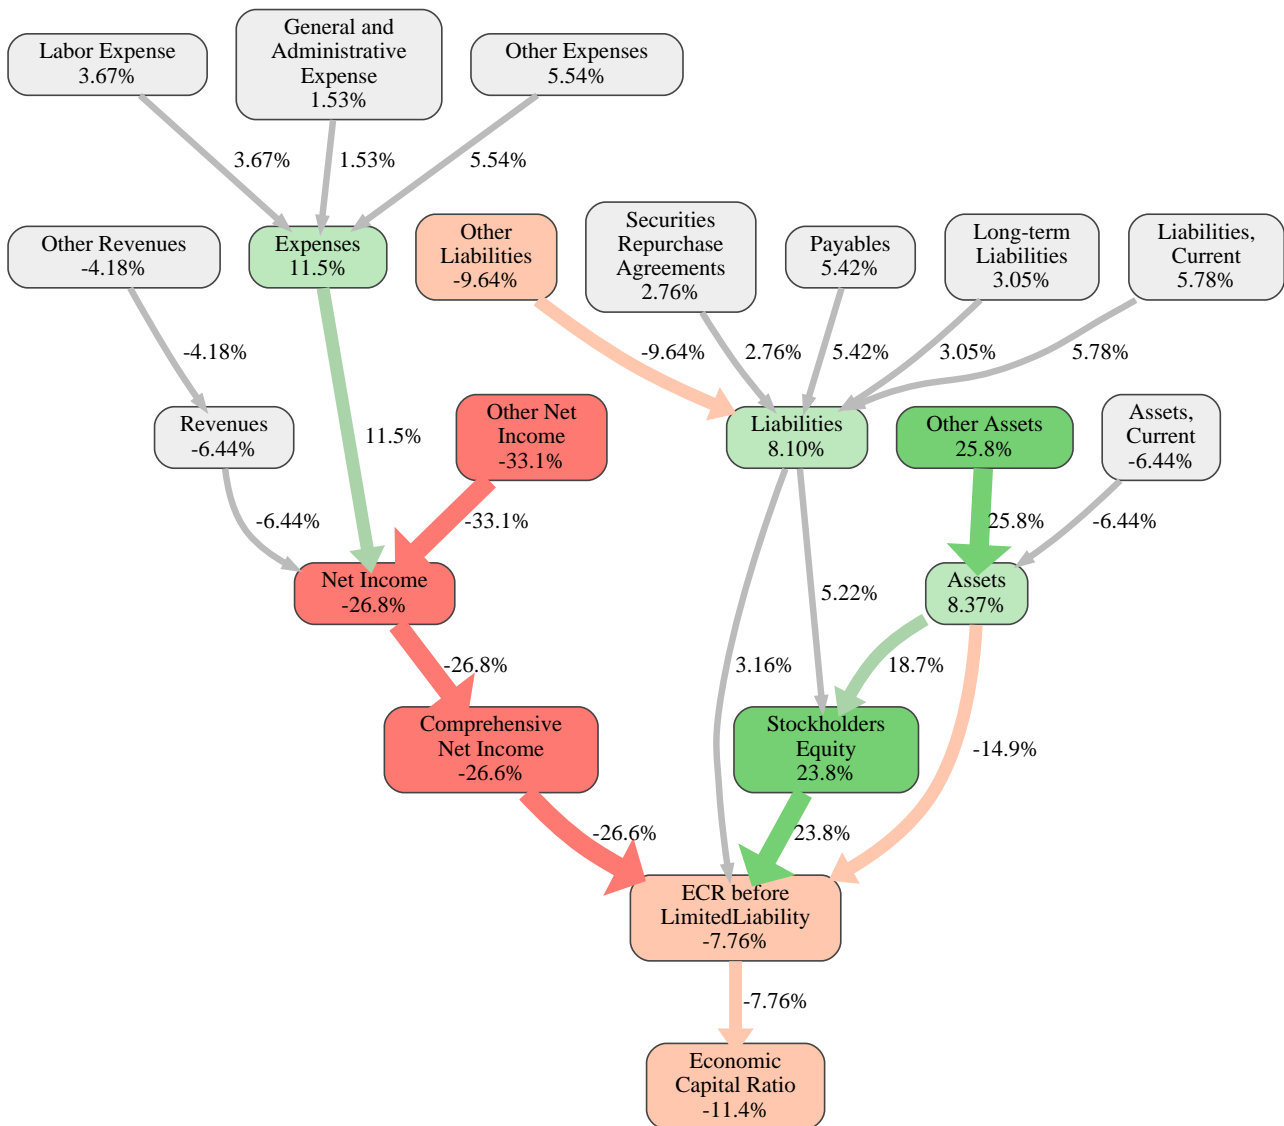 Labor Expense
3.67%
General and
Administrative
Expense
1.53%
Other Expenses
5.54%
3.67%
1.53%
5.54%
Other Revenues
-4.18%
Expenses
11.5%
Other
Liabilities
-9.64%
Securities
Repurchase
Agreements
2.76%
Payables
5.42%
Long-term
Liabilities
3.05%
Liabilities,
Current
5.78%
-4.18%
-9.64%
2.76%
5.42%
3.05%
5.78%
Revenues
-6.44%
11.5%
Other Net
Income
-33.1%
Liabilities
8.10%
Other Assets
25.8%
Assets,
Current
-6.44%
-6.44%
-33.1%
25.8%
-6.44%
Net Income
-26.8%
5.22%
Assets
8.37%
-26.8%
3.16%
18.7%
Comprehensive
Net Income
-26.6%
Stockholders
Equity
23.8%
-14.9%
-26.6%
23.8%
ECR before
LimitedLiability
-7.76%
-7.76%
Economic
Capital Ratio
-11.4%